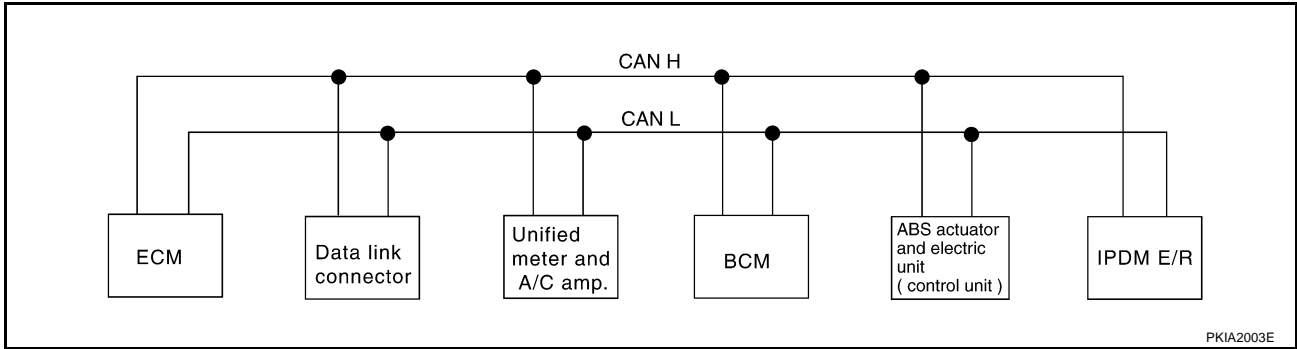 CAN H
CAN L
ECM
Data link
connector
Unified
meter and
A/C amp.
BCM
ABS actuator
and electric
unit
( control unit )
IPDM E/R
PKIA2003E